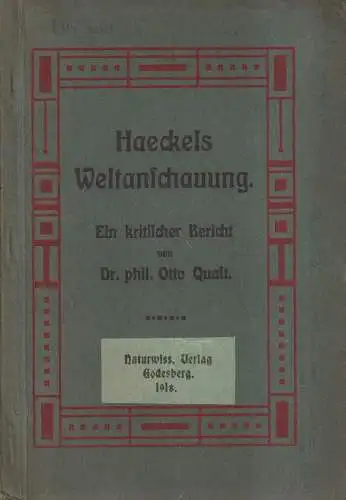 Haeckels
Weltanſchauung.
Ein kritiſcher Bericht
von
Dr. phil. Otto Quaſt.
Naturwiss. Verlag
Godesberg.
1918.